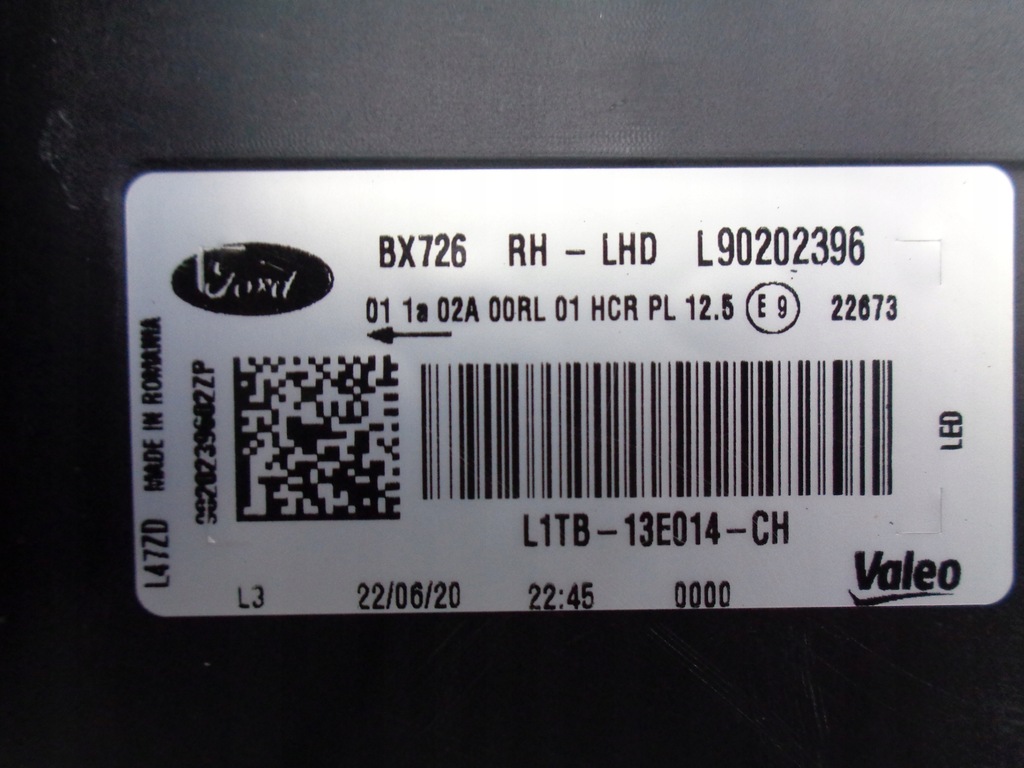 Ford
BX726 RH - LHD L90202396
01 1a 02A 00RL 01 HCR PL 12.5 E 9 22673
L1TB-13E014-CH
LED
Valeo
L3 22/06/20 22:45 0000
L47ZD MADE IN ROMANIA